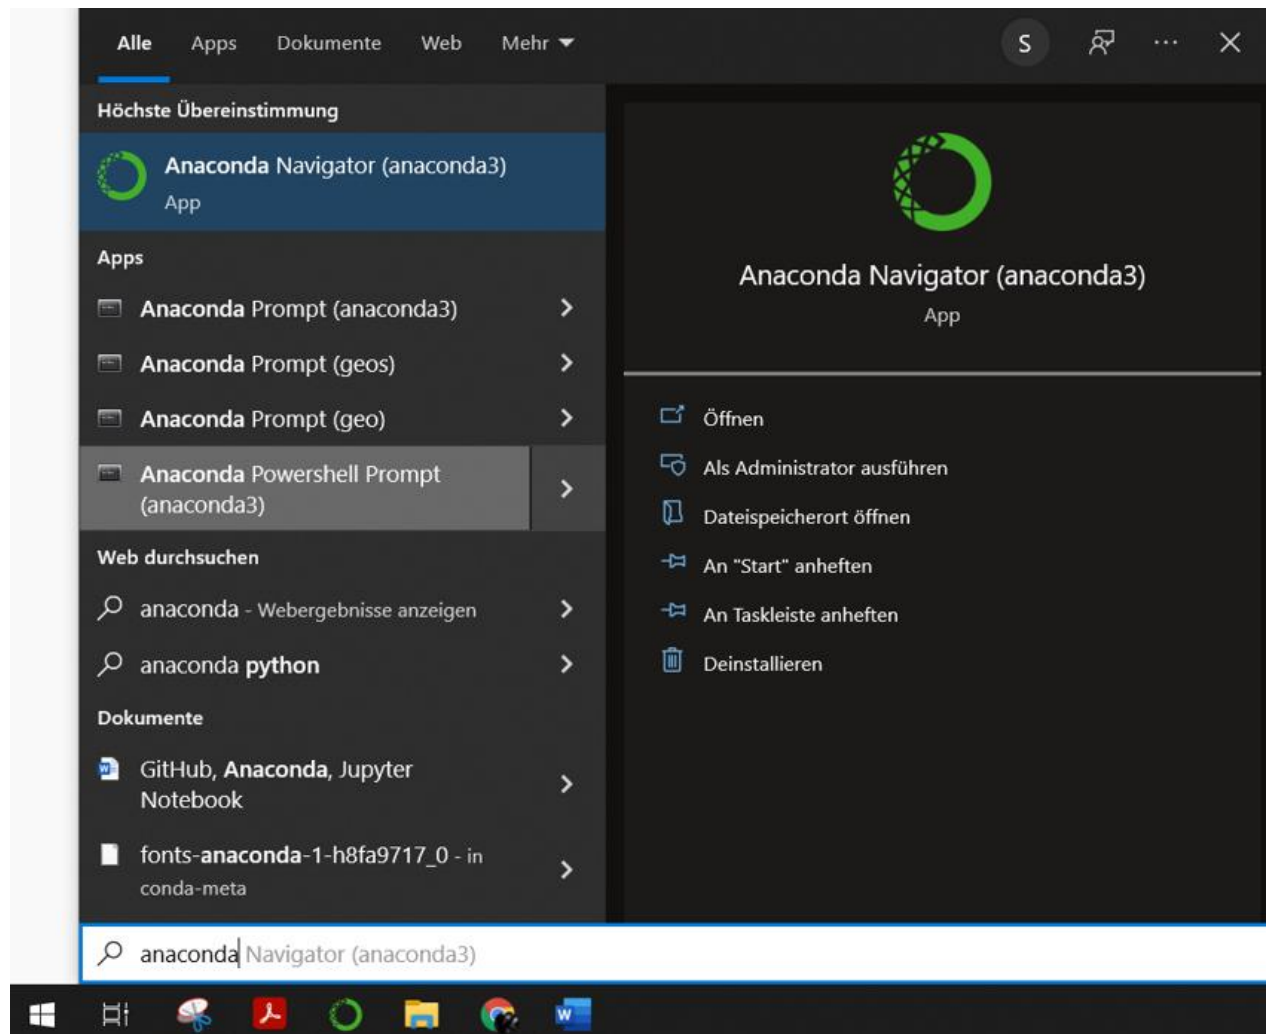 Alle Apps Dokumente Web Mehr S
Höchste Übereinstimmung
Anaconda Navigator (anaconda3)
App
Apps
Anaconda Prompt (anaconda3)
Anaconda Prompt (geos)
Anaconda Prompt (geo)
Anaconda Powershell Prompt
(anaconda3)
Web durchsuchen
anaconda - Webergebnisse anzeigen
anaconda python
Dokumente
GitHub, Anaconda, Jupyter
Notebook
fonts-anaconda-1-h8fa9717_0 - in
conda-meta
Anaconda Navigator (anaconda3)
App
Öffnen
Als Administrator ausführen
Dateispeicherort öffnen
An "Start" anheften
An Taskleiste anheften
Deinstallieren
anaconda Navigator (anaconda3)